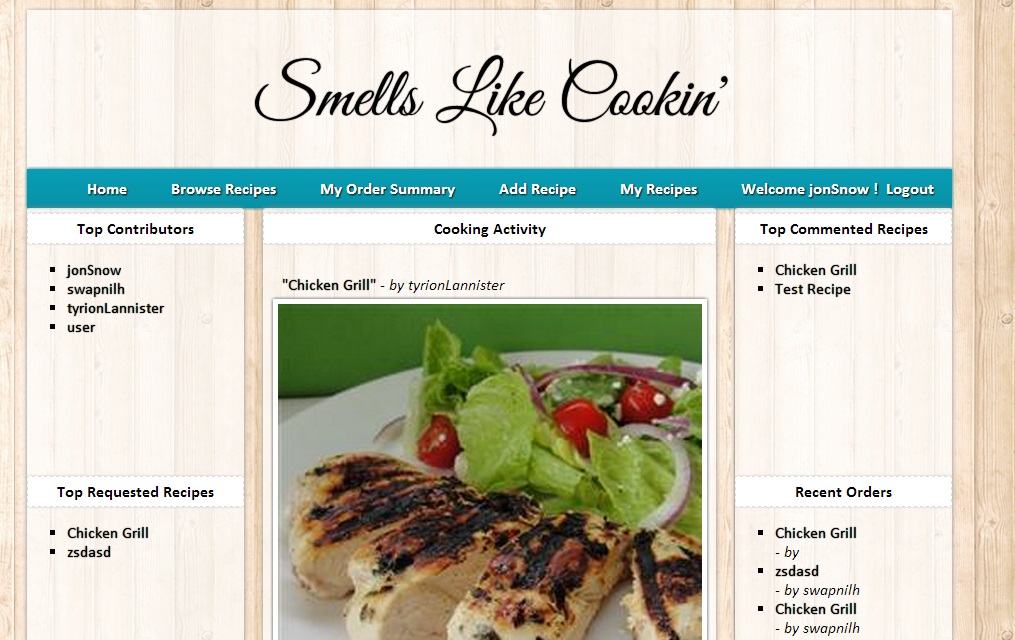 Smells Like Cookin'
Home Browse Recipes My Order Summary Add Recipe My Recipes Welcome jonSnow ! Logout
Top Contributors
jonSnow
swapnilh
tyrionLannister
user
Top Requested Recipes
Chicken Grill
zsdasd
Cooking Activity
"Chicken Grill" - by tyrionLannister
Top Commented Recipes
Chicken Grill
Test Recipe
Recent Orders
Chicken Grill
- by
zsdasd
- by swapnilh
Chicken Grill
- by swapnilh